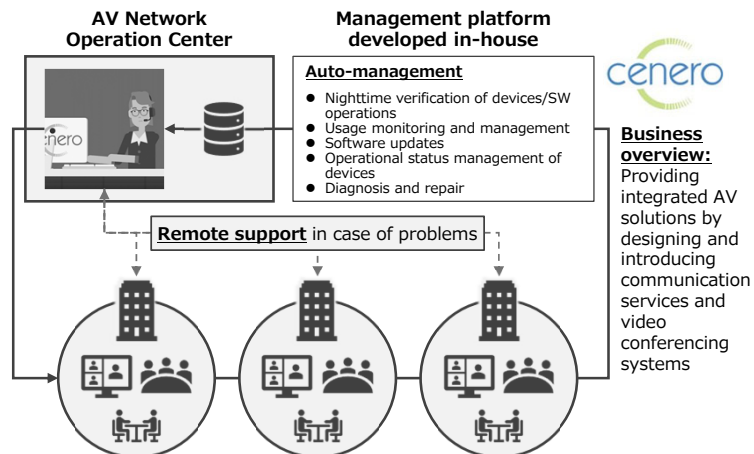 AV Network
Operation Center
Management platform
developed in-house
Auto-management
● Nighttime verification of devices/SW
operations
● Usage monitoring and management
● Software updates
● Operational status management of
devices
● Diagnosis and repair
cenero
enero
Business
overview:
Providing
integrated AV
solutions by
designing and
introducing
communication
services and
video
conferencing
systems
Remote support in case of problems